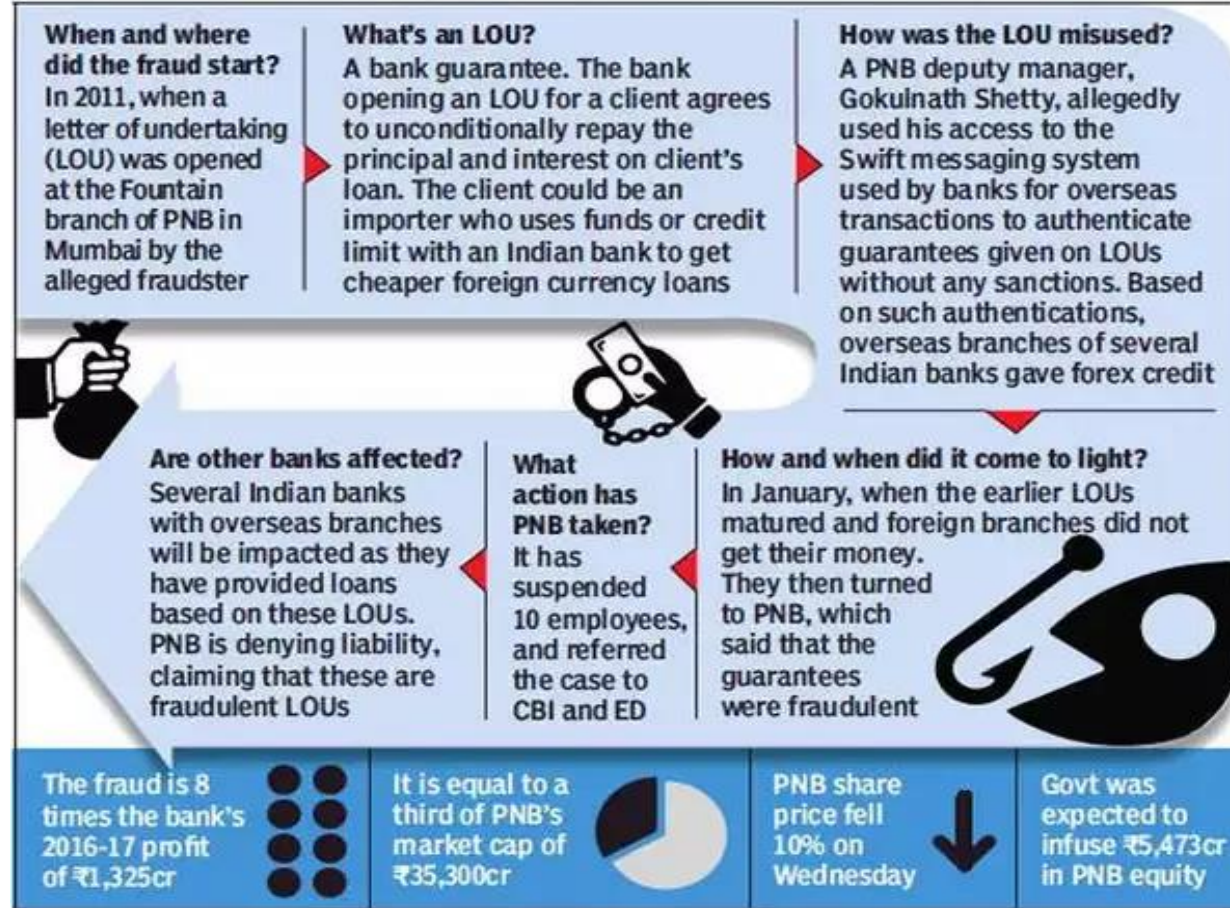 When and where
did the fraud start?
In 2011, when a
letter of undertaking
(LOU) was opened
at the Fountain
branch of PNB in
Mumbai by the
alleged fraudster
What's an LOU?
A bank guarantee. The bank
opening an LOU for a client agrees
to unconditionally repay the
principal and interest on client's
loan. The client could be an
importer who uses funds or credit
limit with an Indian bank to get
cheaper foreign currency loans
How was the LOU misused?
A PNB deputy manager,
Gokulnath Shetty, allegedly
used his access to the
Swift messaging system
used by banks for overseas
transactions to authenticate
guarantees given on LOUs
without any sanctions. Based
on such authentications,
overseas branches of several
Indian banks gave forex credit
How and when did it come to light?
In January, when the earlier LOUs
matured and foreign branches did not
get their money.
They then turned
to PNB, which
said that the
guarantees
were fraudulent
What
action has
PNB taken?
It has
suspended
10 employees,
and referred
the case to
CBI and ED
Are other banks affected?
Several Indian banks
with overseas branches
will be impacted as they
have provided loans
based on these LOUs.
PNB is denying liability,
claiming that these are
fraudulent LOUs
The fraud is 8
times the bank's
2016-17 profit
of ₹1,325cr
It is equal to a
third of PNB's
market cap of
₹35,300cr
PNB share
price fell
10% on
Wednesday
Govt was
expected to
infuse ₹5,473cr
in PNB equity